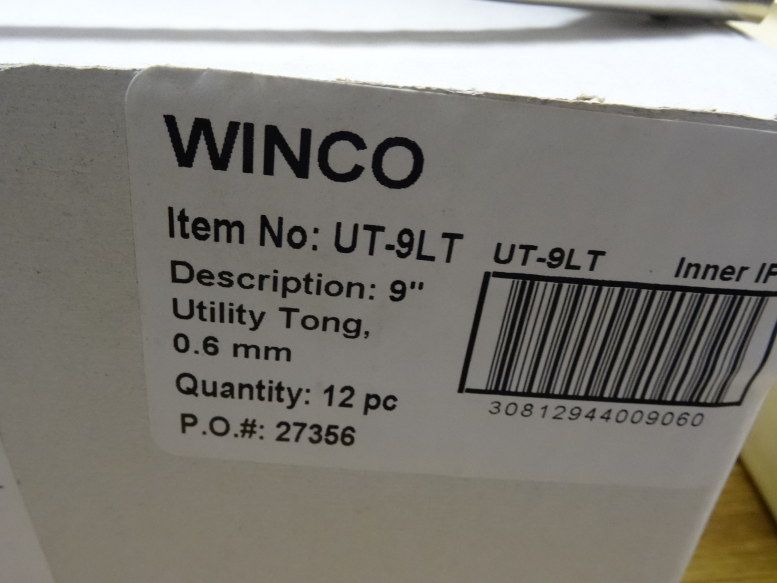 WINCO
Item No: UT-9LT
Description: 9"
Utility Tong,
0.6 mm
Quantity: 12 pc
P.O.#: 27356
UT-9LT Inner
30812944009060